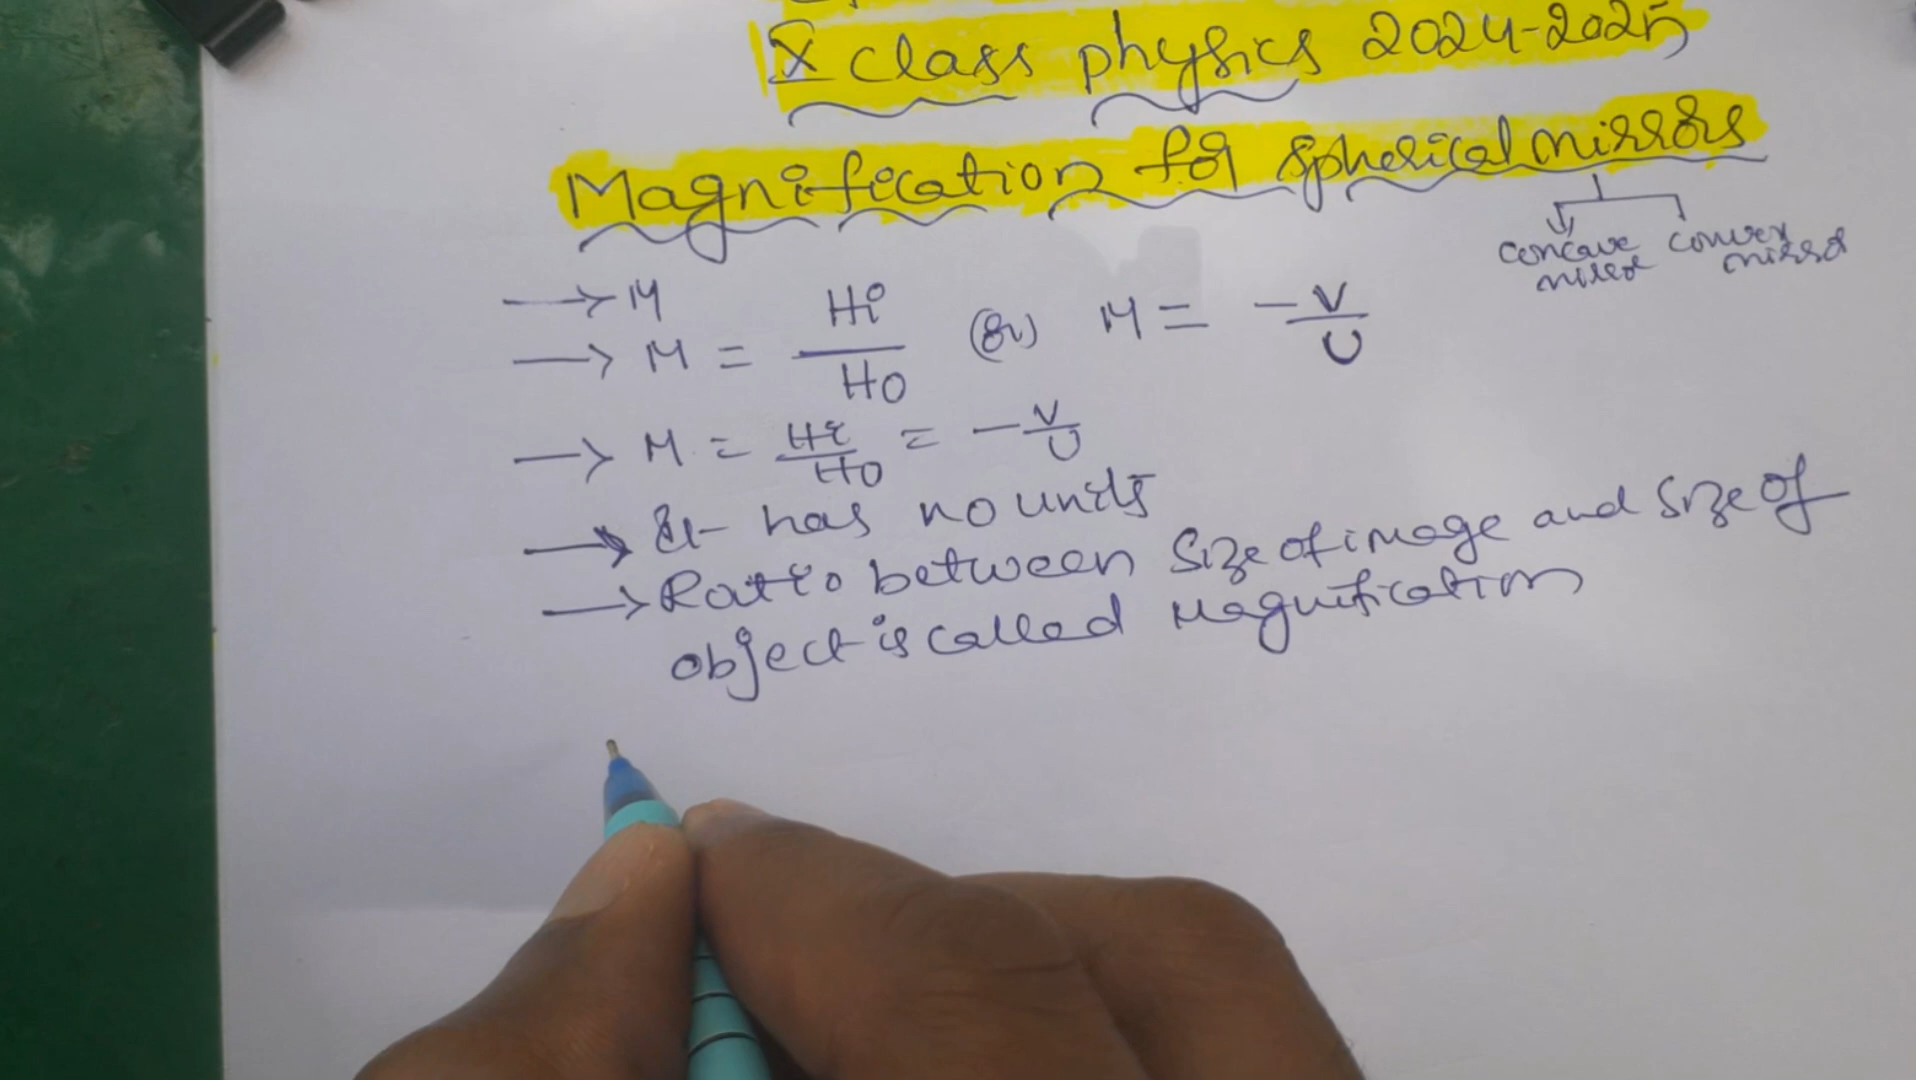 X class physics 2024-2025
Magnification for spherical mirrors
concave mirror convex mirror
→ M
→ M = Hi/Ho (or) M = -v/U
→ M = Hi/Ho = -v/U
→ It has no units
→ Ratio between Size of image and Size of
object is called Magnification